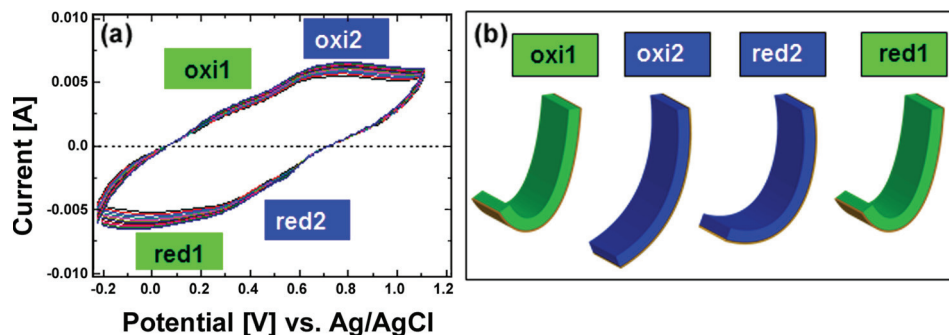 (a)
oxi1
oxi2
red1
red2
0.010
0.005
0.0
-0.005
-0.010
Current [A]
-0.2 0.0 0.2 0.4 0.6 0.8 1.0 1.2
Potential [V] vs. Ag/AgCl
(b)
oxi1 oxi2 red2 red1